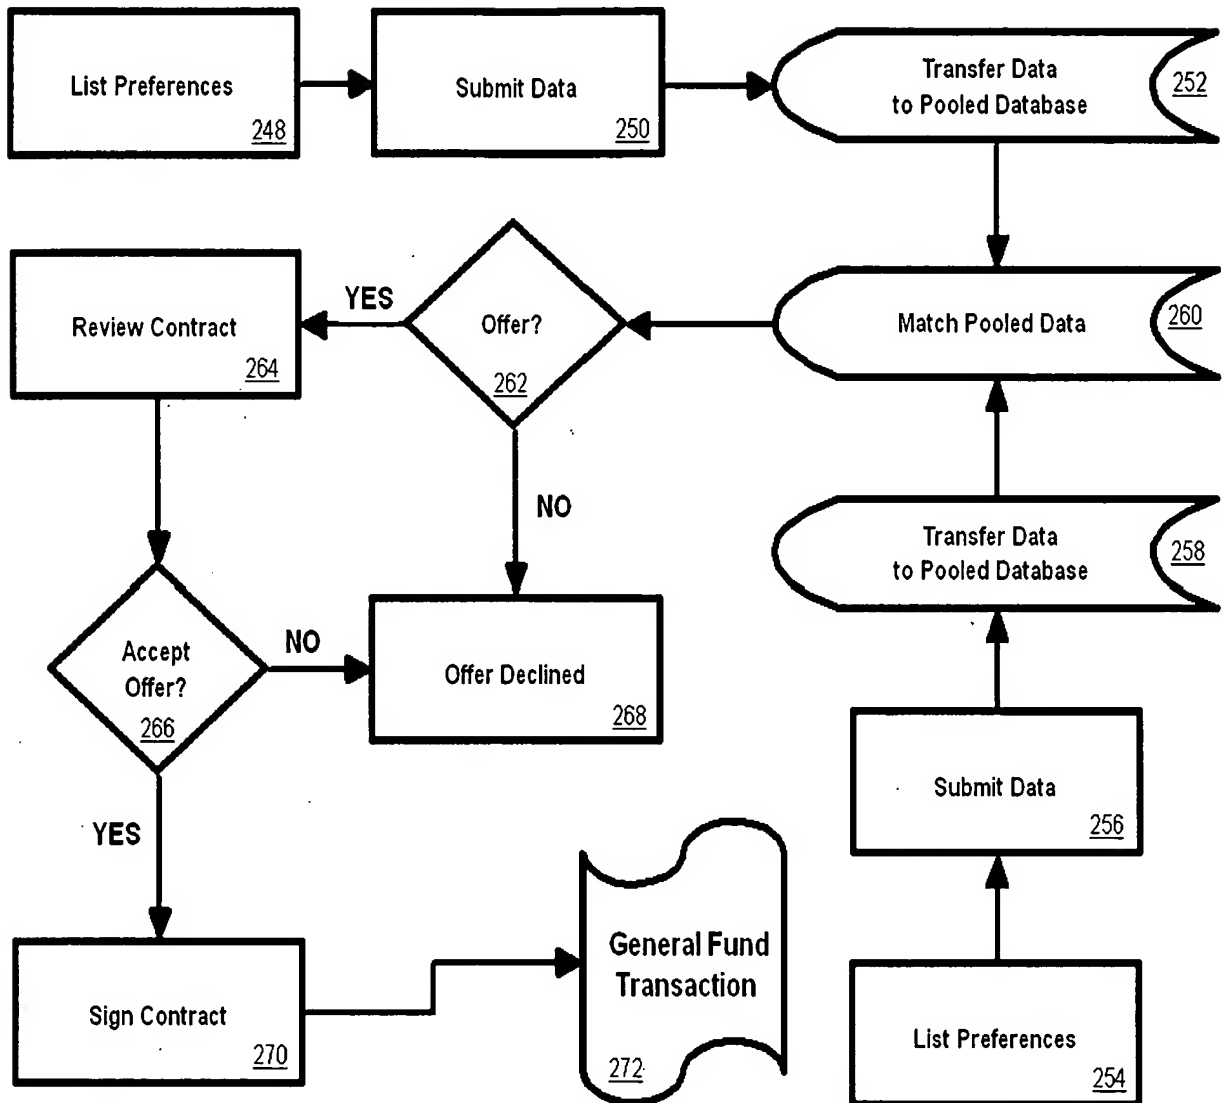 List Preferences
248
Submit Data
250
Transfer Data
to Pooled Database
252
Review Contract
264
YES
Offer?
262
Match Pooled Data
260
NO
Transfer Data
to Pooled Database
258
Accept
Offer?
266
NO
Offer Declined
268
Submit Data
256
YES
Sign Contract
270
General Fund
Transaction
272
List Preferences
254